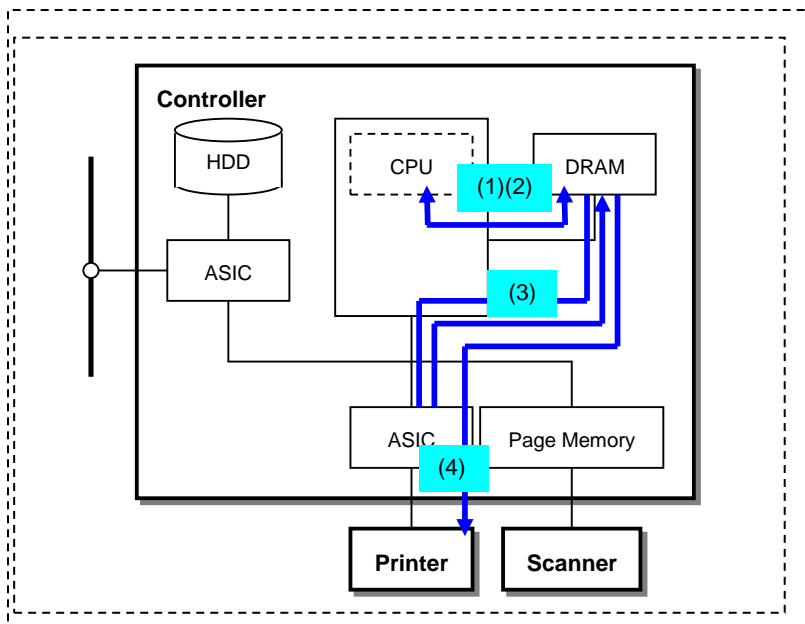 Controller
HDD
CPU
(1)(2)
DRAM
ASIC
(3)
ASIC
Page Memory
(4)
Printer
Scanner